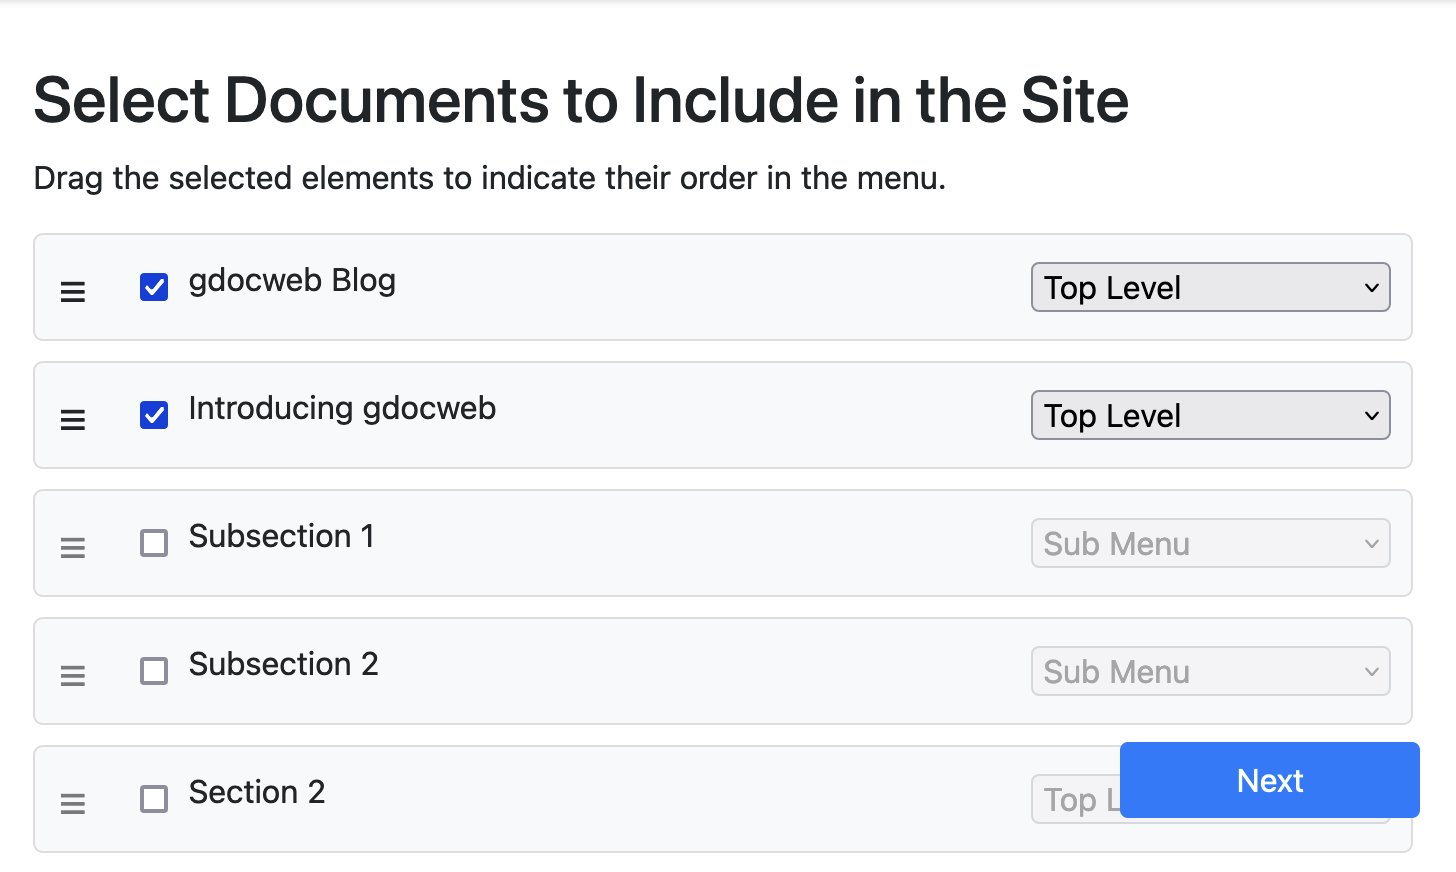 Select Documents to Include in the Site
Drag the selected elements to indicate their order in the menu.
gdocweb Blog
Top Level
Introducing gdocweb
Top Level
Subsection 1
Sub Menu
Subsection 2
Sub Menu
Section 2
Top L
Next